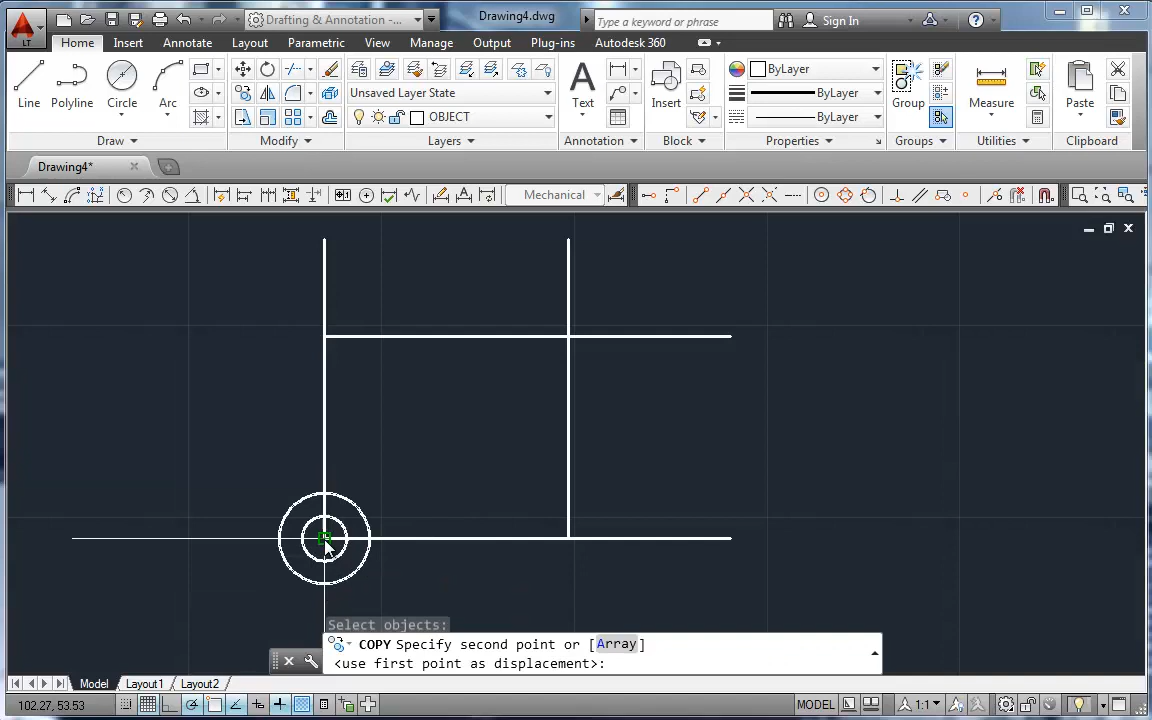 Drafting & Annotation -...
Drawing4.dwg
Type a keyword or phrase
Sign In
LT
Home Insert Annotate Layout Parametric View Manage Output Plug-ins Autodesk 360
Line Polyline Circle Arc
Unsaved Layer State
OBJECT
Text
Insert
ByLayer
ByLayer
ByLayer
Group
Measure
Paste
Draw Modify Layers Annotation Block Properties Groups Utilities Clipboard
Drawing4*
Mechanical
Select objects:
COPY Specify second point or [Array]
<use first point as displacement>:
Model Layout1 Layout2
102.27, 53.53
MODEL
1:1